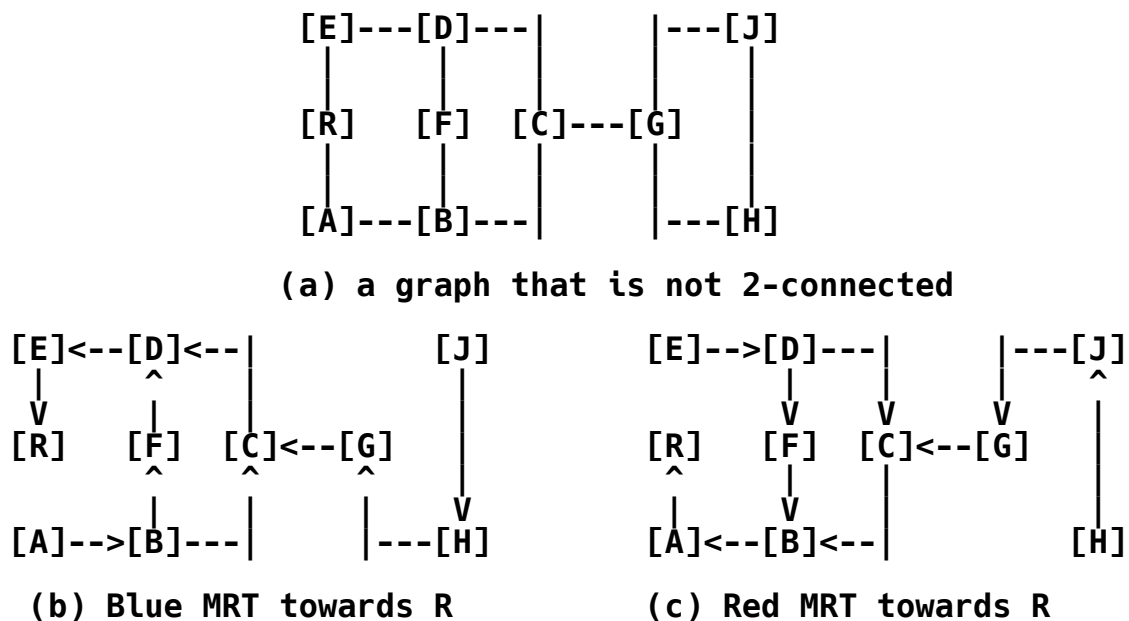 [E]---[D]---|         |---[J]
 |     |    |         |    |
 |     |    |         |    |
[R]   [F]  [C]---[G]       |
 |     |    |         |    |
 |     |    |         |    |
[A]---[B]---|         |---[H]
(a) a graph that is not 2-connected
[E]<--[D]<--|         [J]    [E]-->[D]---|     |---[J]
 |     ^    |          |            |    |     |    ^
 V     |    |          |            V    V     V    |
[R]   [F]  [C]<--[G]   |     [R]   [F]  [C]<--[G]   |
       ^    ^     ^    |      ^     |    |          |
       |    |     |    V      |     V    |          |
[A]-->[B]---|     |---[H]    [A]<--[B]<--|         [H]
(b) Blue MRT towards R    (c) Red MRT towards R